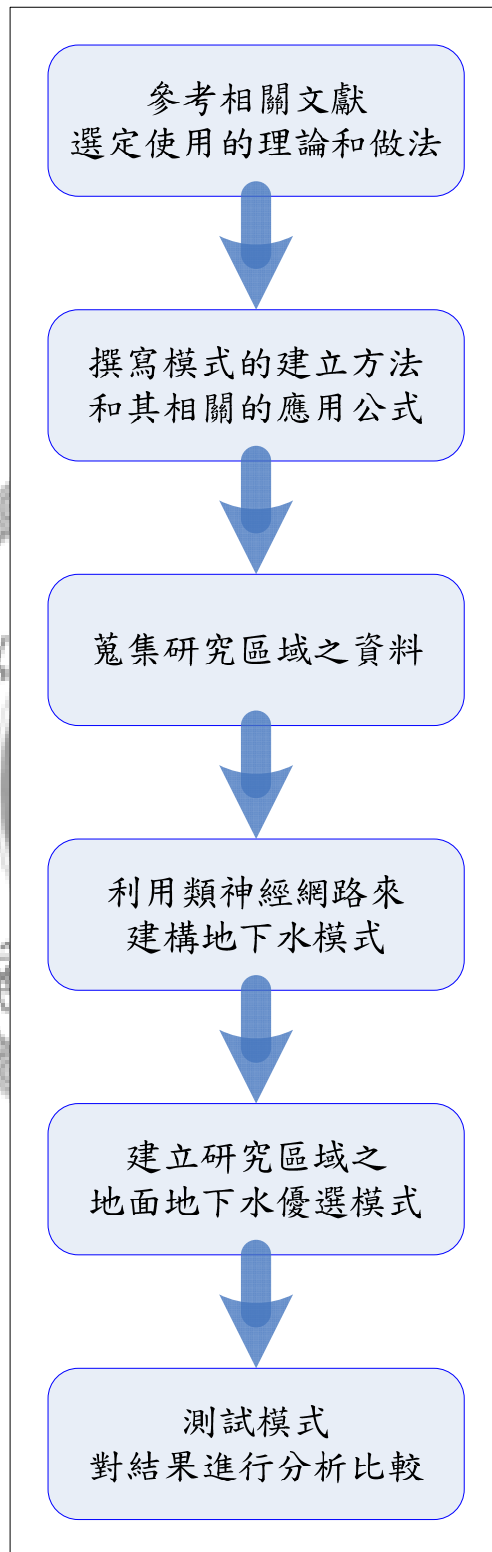 參考相關文獻
選定使用的理論和做法
撰寫模式的建立方法
和其相關的應用公式
蒐集研究區域之資料
利用類神經網路來
建構地下水模式
建立研究區域之
地面地下水優選模式
測試模式
對結果進行分析比較